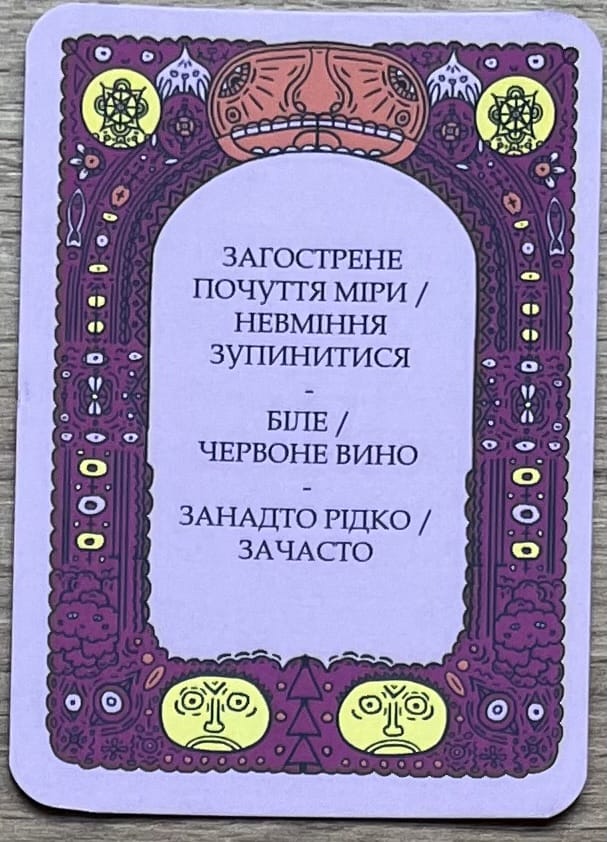 ЗАГОСТРЕНЕ
ПОЧУТТЯ МІРИ /
НЕВМІННЯ
ЗУПИНИТИСЯ
-
БІЛЕ /
ЧЕРВОНЕ ВИНО
-
ЗАНАДТО РІДКО /
ЗАЧАСТО